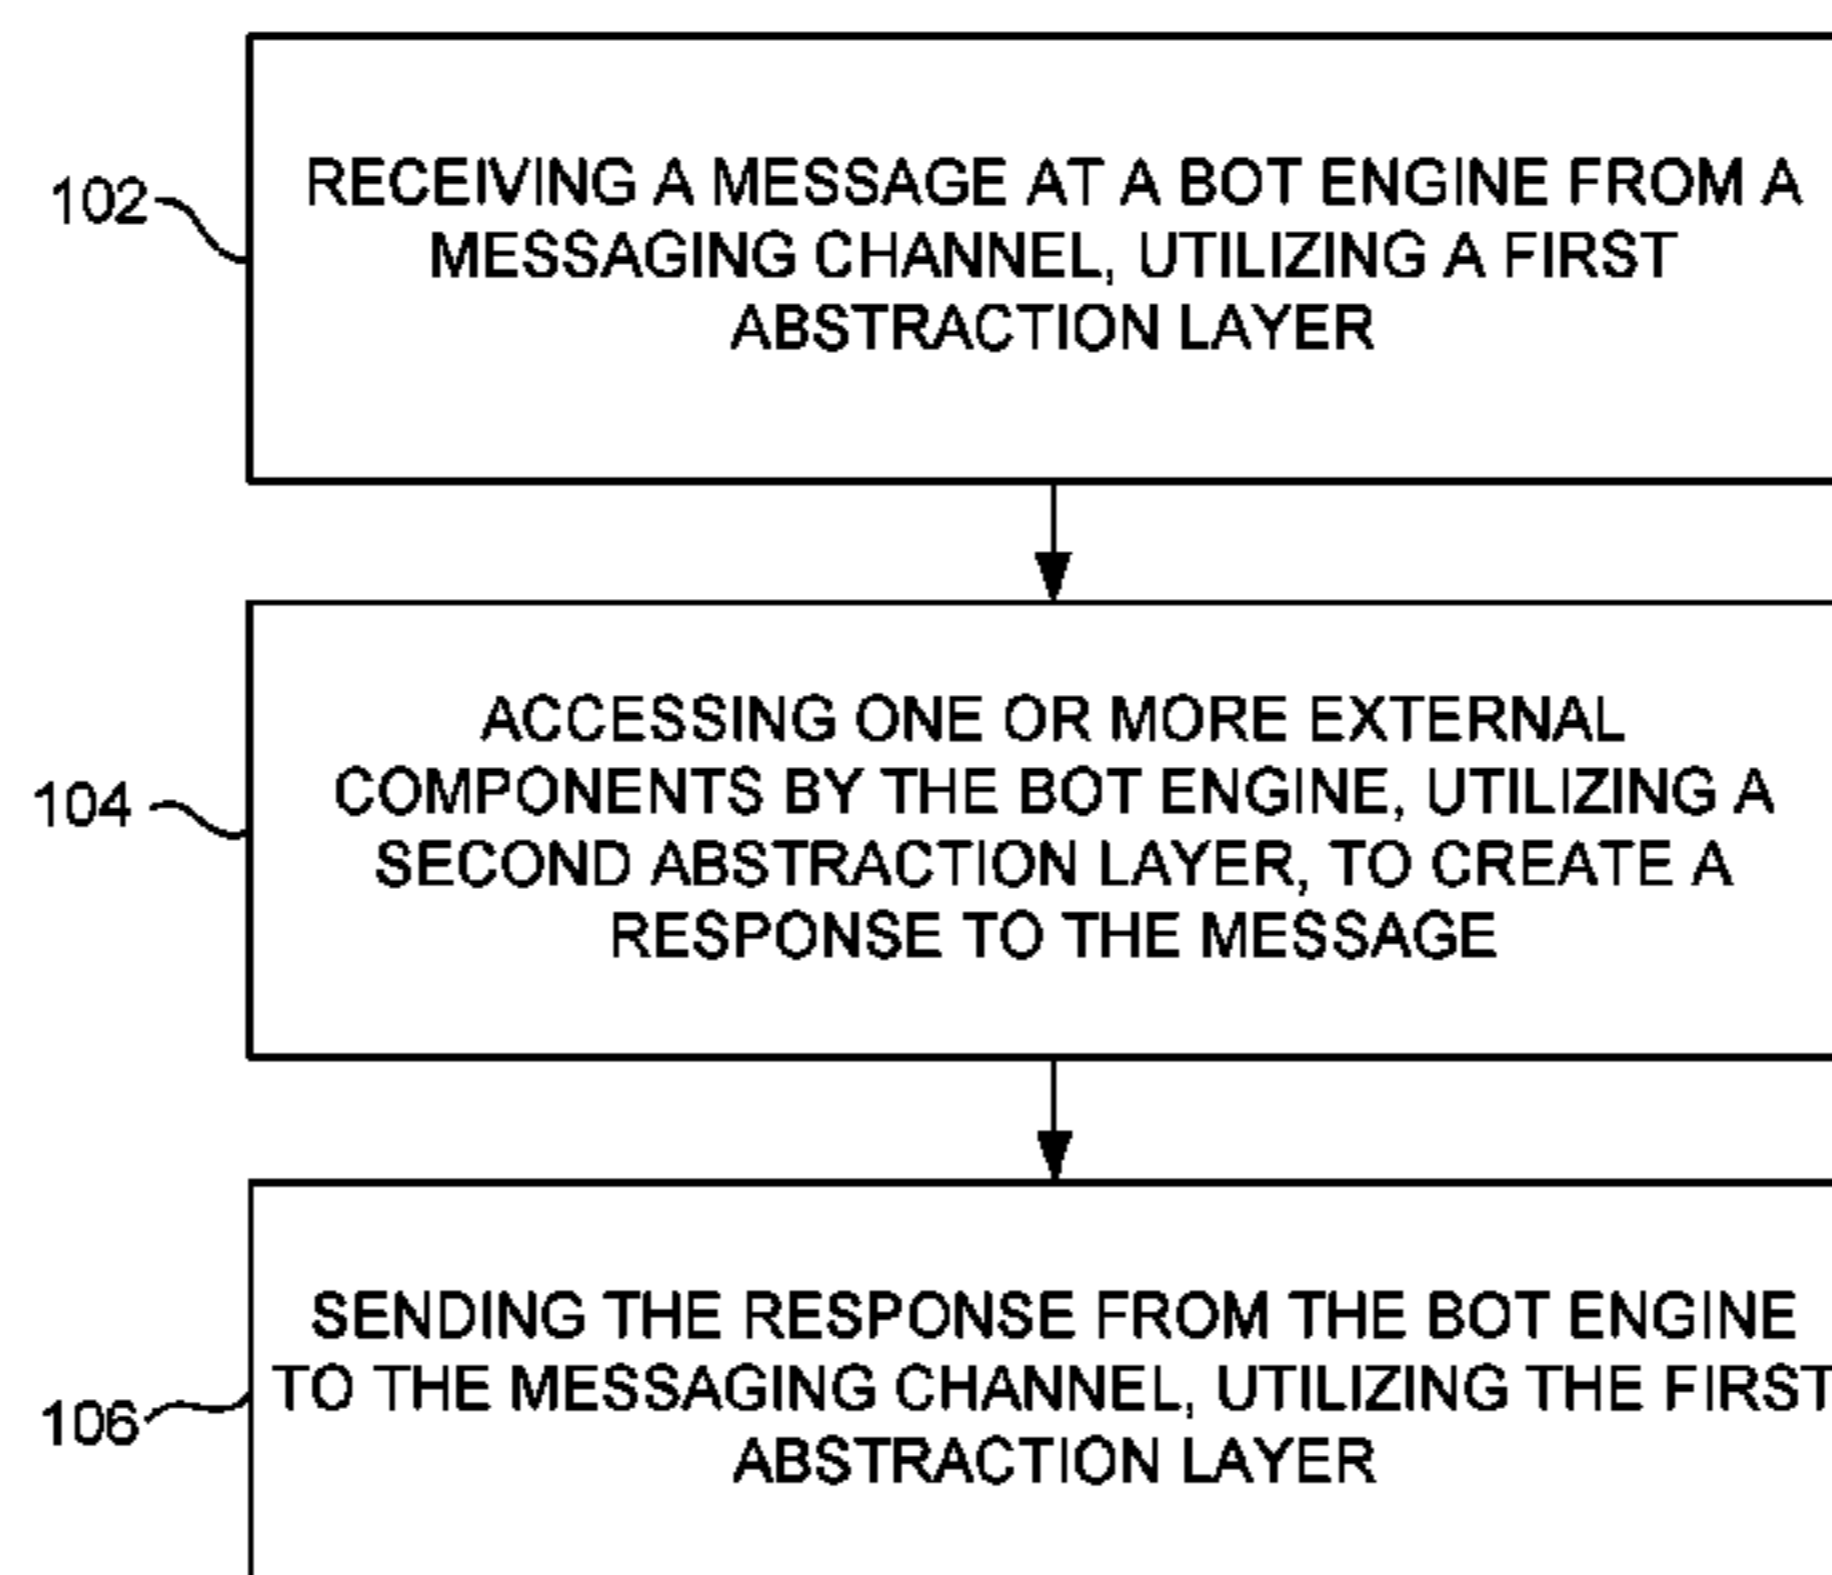 102
RECEIVING A MESSAGE AT A BOT ENGINE FROM A
MESSAGING CHANNEL, UTILIZING A FIRST
ABSTRACTION LAYER
104
ACCESSING ONE OR MORE EXTERNAL
COMPONENTS BY THE BOT ENGINE, UTILIZING A
SECOND ABSTRACTION LAYER, TO CREATE A
RESPONSE TO THE MESSAGE
106
SENDING THE RESPONSE FROM THE BOT ENGINE
TO THE MESSAGING CHANNEL, UTILIZING THE FIRST
ABSTRACTION LAYER